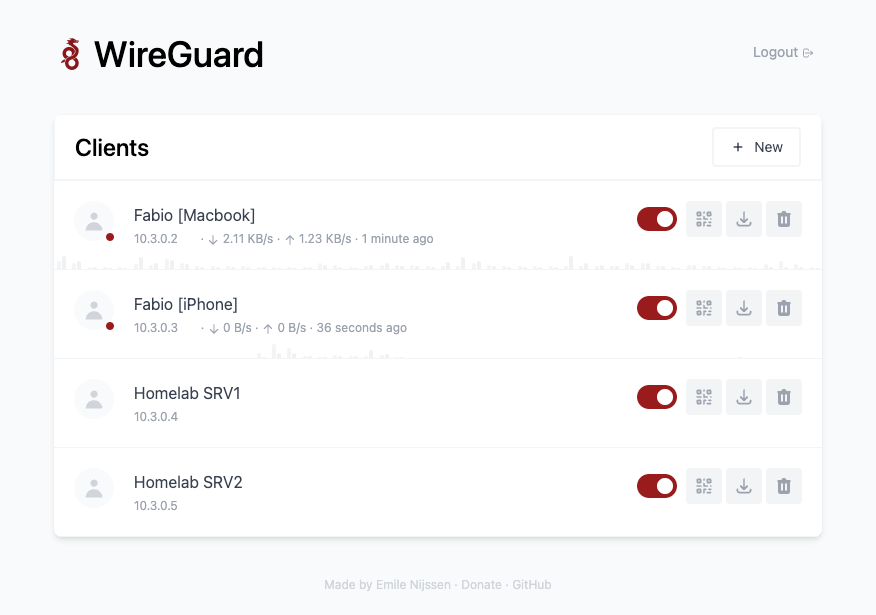 WireGuard
Logout
Clients
+ New
Fabio [Macbook]
10.3.0.2 · ↓ 2.11 KB/s · ↑ 1.23 KB/s · 1 minute ago
Fabio [iPhone]
10.3.0.3 · ↓ 0 B/s · ↑ 0 B/s · 36 seconds ago
Homelab SRV1
10.3.0.4
Homelab SRV2
10.3.0.5
Made by Emile Nijssen · Donate · GitHub